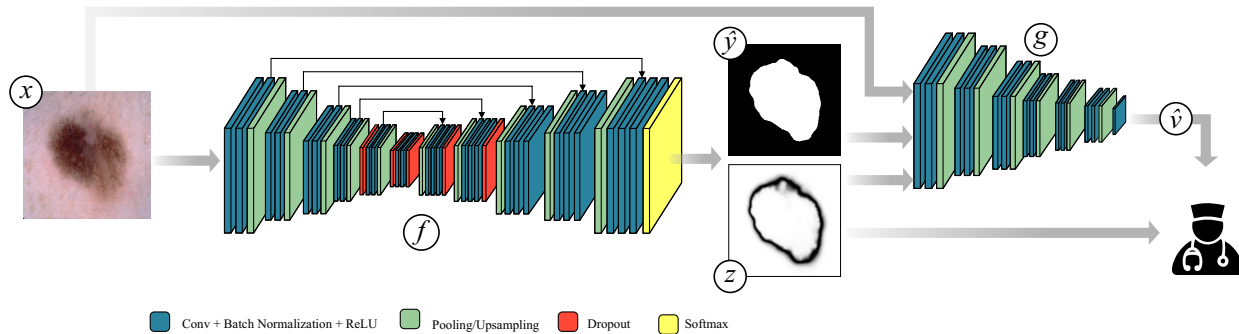 x
f
ŷ
z
g
v̂
Conv + Batch Normalization + ReLU
Pooling/Upsampling
Dropout
Softmax